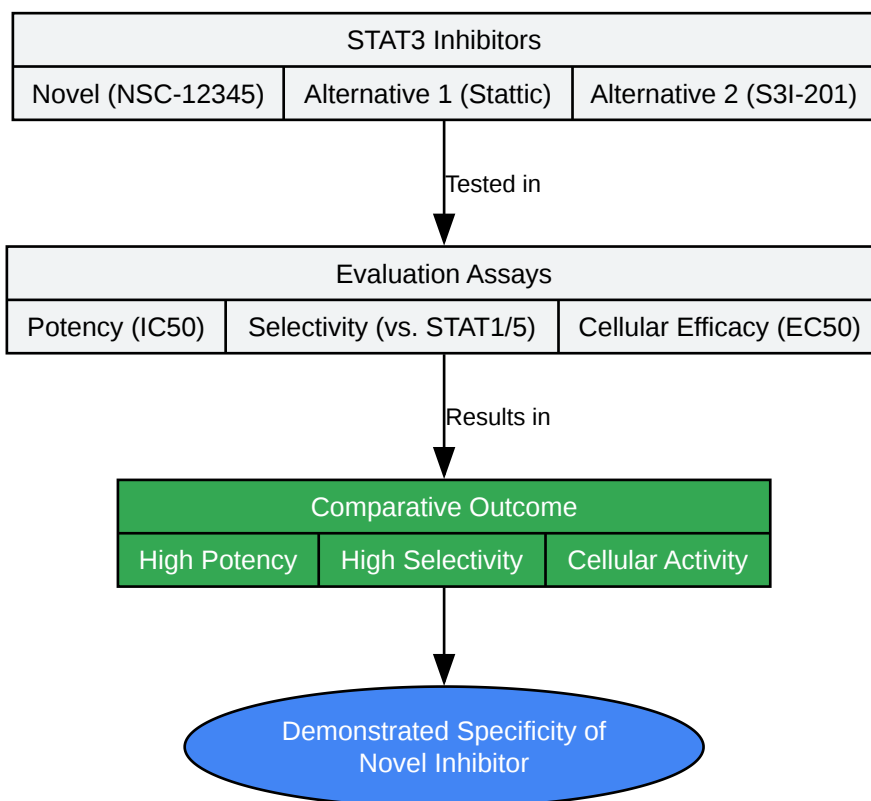 STAT3 Inhibitors
Novel (NSC-12345) Alternative 1 (Stattic) Alternative 2 (S3I-201)
Tested in
Evaluation Assays
Potency (IC50) Selectivity (vs. STAT1/5) Cellular Efficacy (EC50)
Results in
Comparative Outcome
High Potency High Selectivity Cellular Activity
Demonstrated Specificity of
Novel Inhibitor